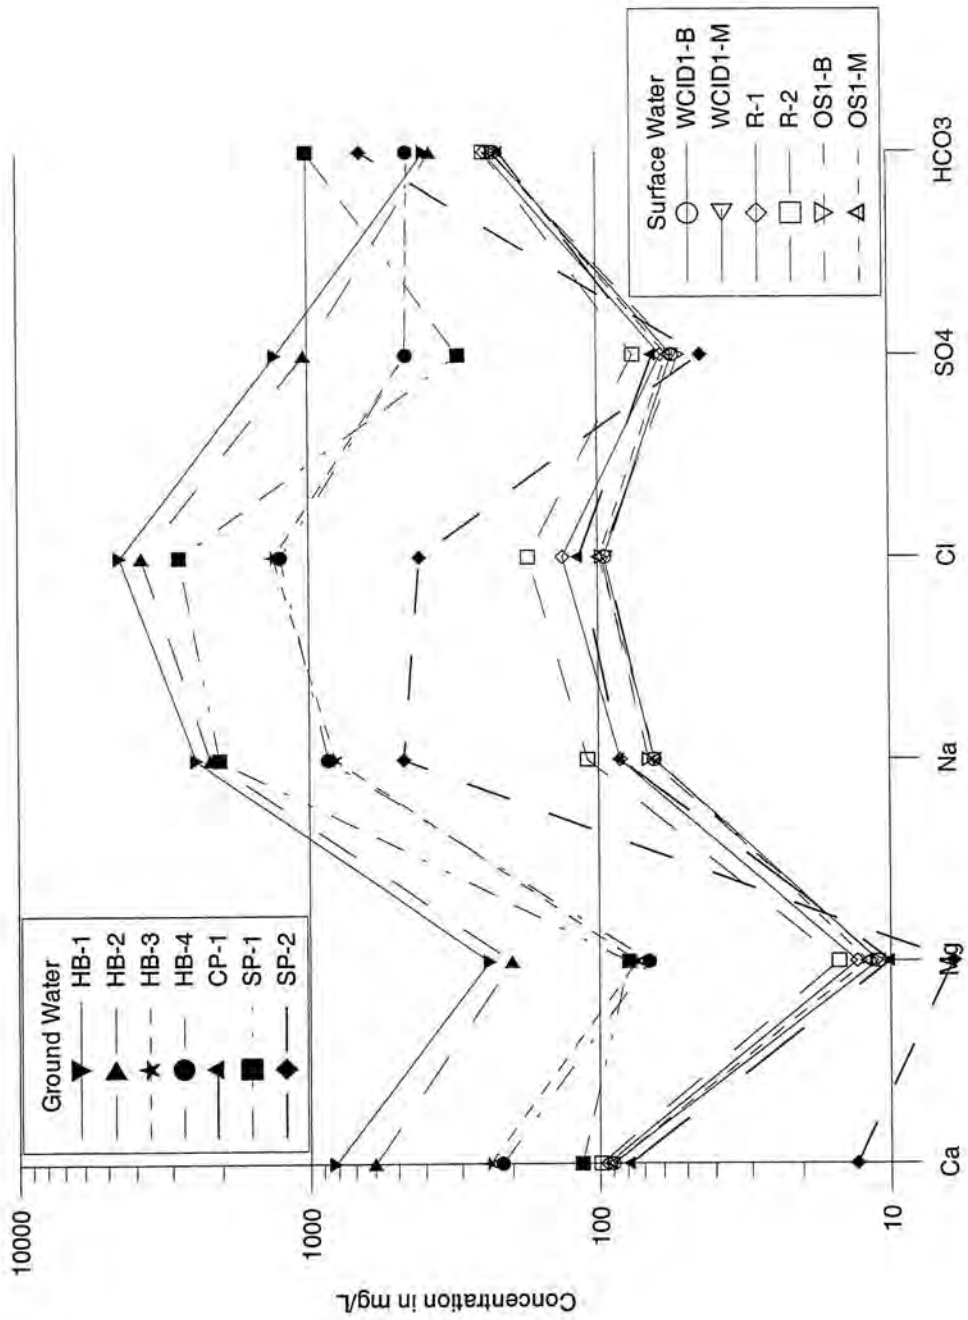 Ground Water
HB-1
HB-2
HB-3
HB-4
CP-1
SP-1
SP-2
10000
1000
100
10
Concentration in mg/L
Ca
Mg
Na
Cl
SO4
HCO3
Surface Water
WCID1-B
WCID1-M
R-1
R-2
OS1-B
OS1-M